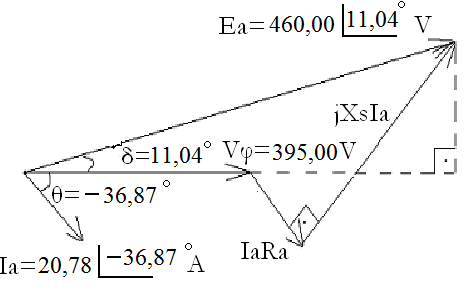 Ea=460,00 11,04° V
jXsIa
δ=11,04° Vφ=395,00V
θ=−36,87°
IaRa
Ia=20,78 −36,87°A